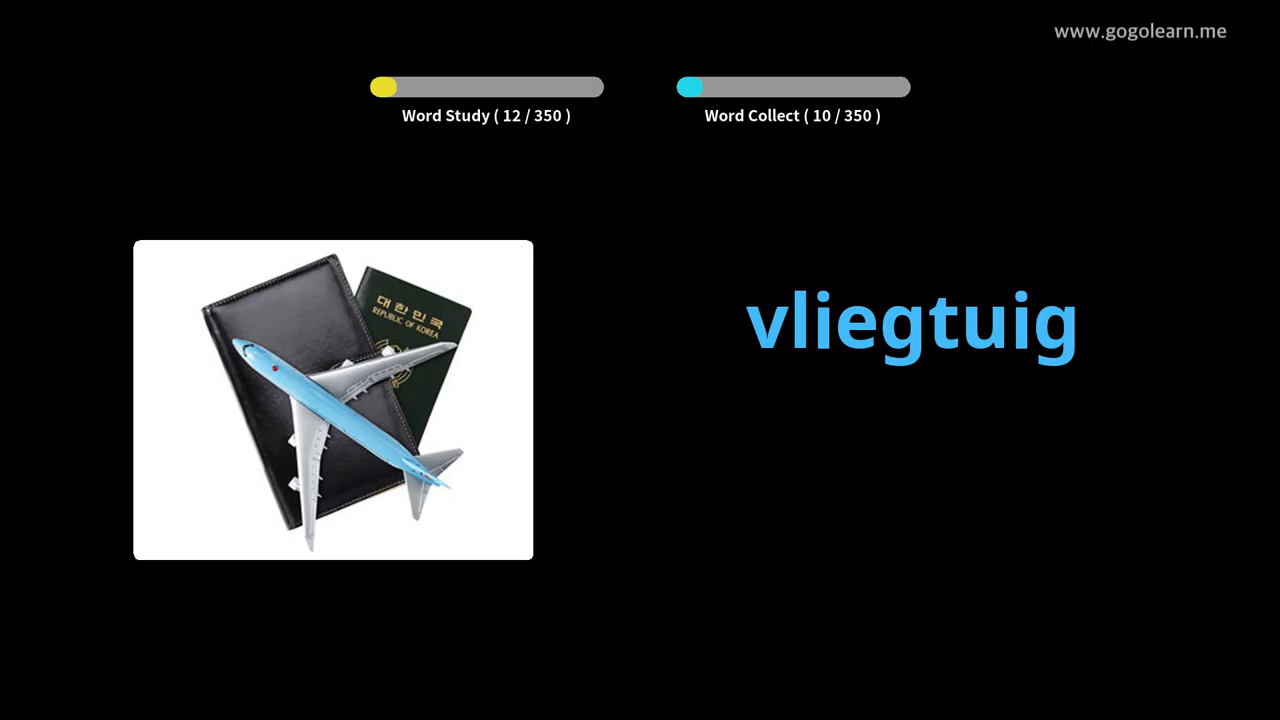 www.gogolearn.me
Word Study ( 12 / 350 )
Word Collect ( 10 / 350 )
대한민국
REPUBLIC OF KOREA
vliegtuig